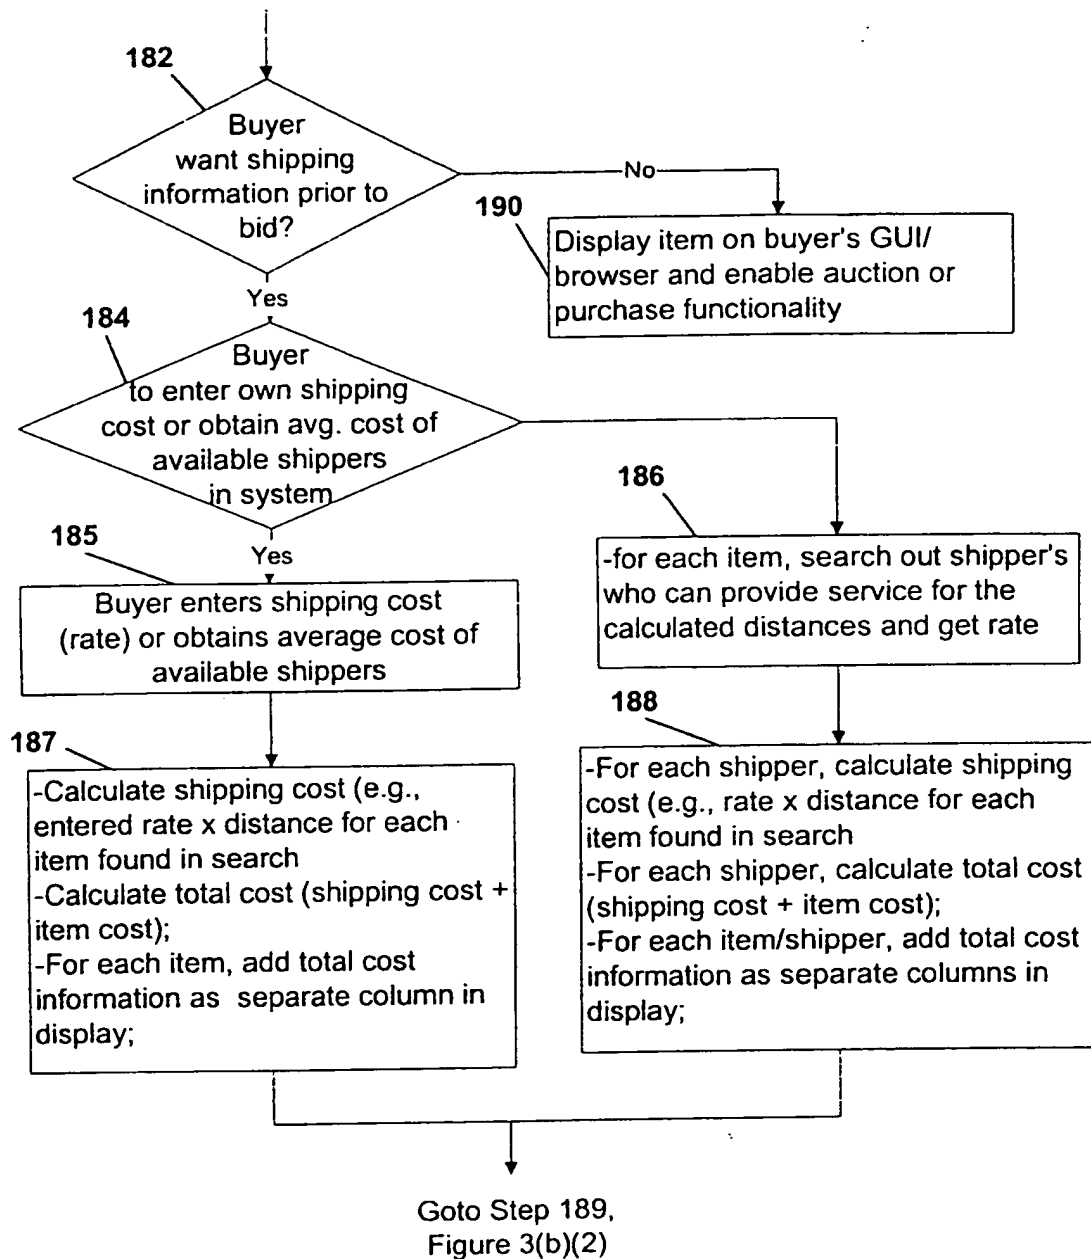 182
Buyer
want shipping
information prior to
bid?
No
190
Display item on buyer's GUI/
browser and enable auction or
purchase functionality
Yes
184
Buyer
to enter own shipping
cost or obtain avg. cost of
available shippers
in system
186
-for each item, search out shipper's
who can provide service for the
calculated distances and get rate
Yes
185
Buyer enters shipping cost
(rate) or obtains average cost of
available shippers
187
-Calculate shipping cost (e.g.,
entered rate x distance for each
item found in search
-Calculate total cost (shipping cost +
item cost);
-For each item, add total cost
information as separate column in
display;
188
-For each shipper, calculate shipping
cost (e.g., rate x distance for each
item found in search
-For each shipper, calculate total cost
(shipping cost + item cost);
-For each item/shipper, add total cost
information as separate columns in
display;
Goto Step 189,
Figure 3(b)(2)